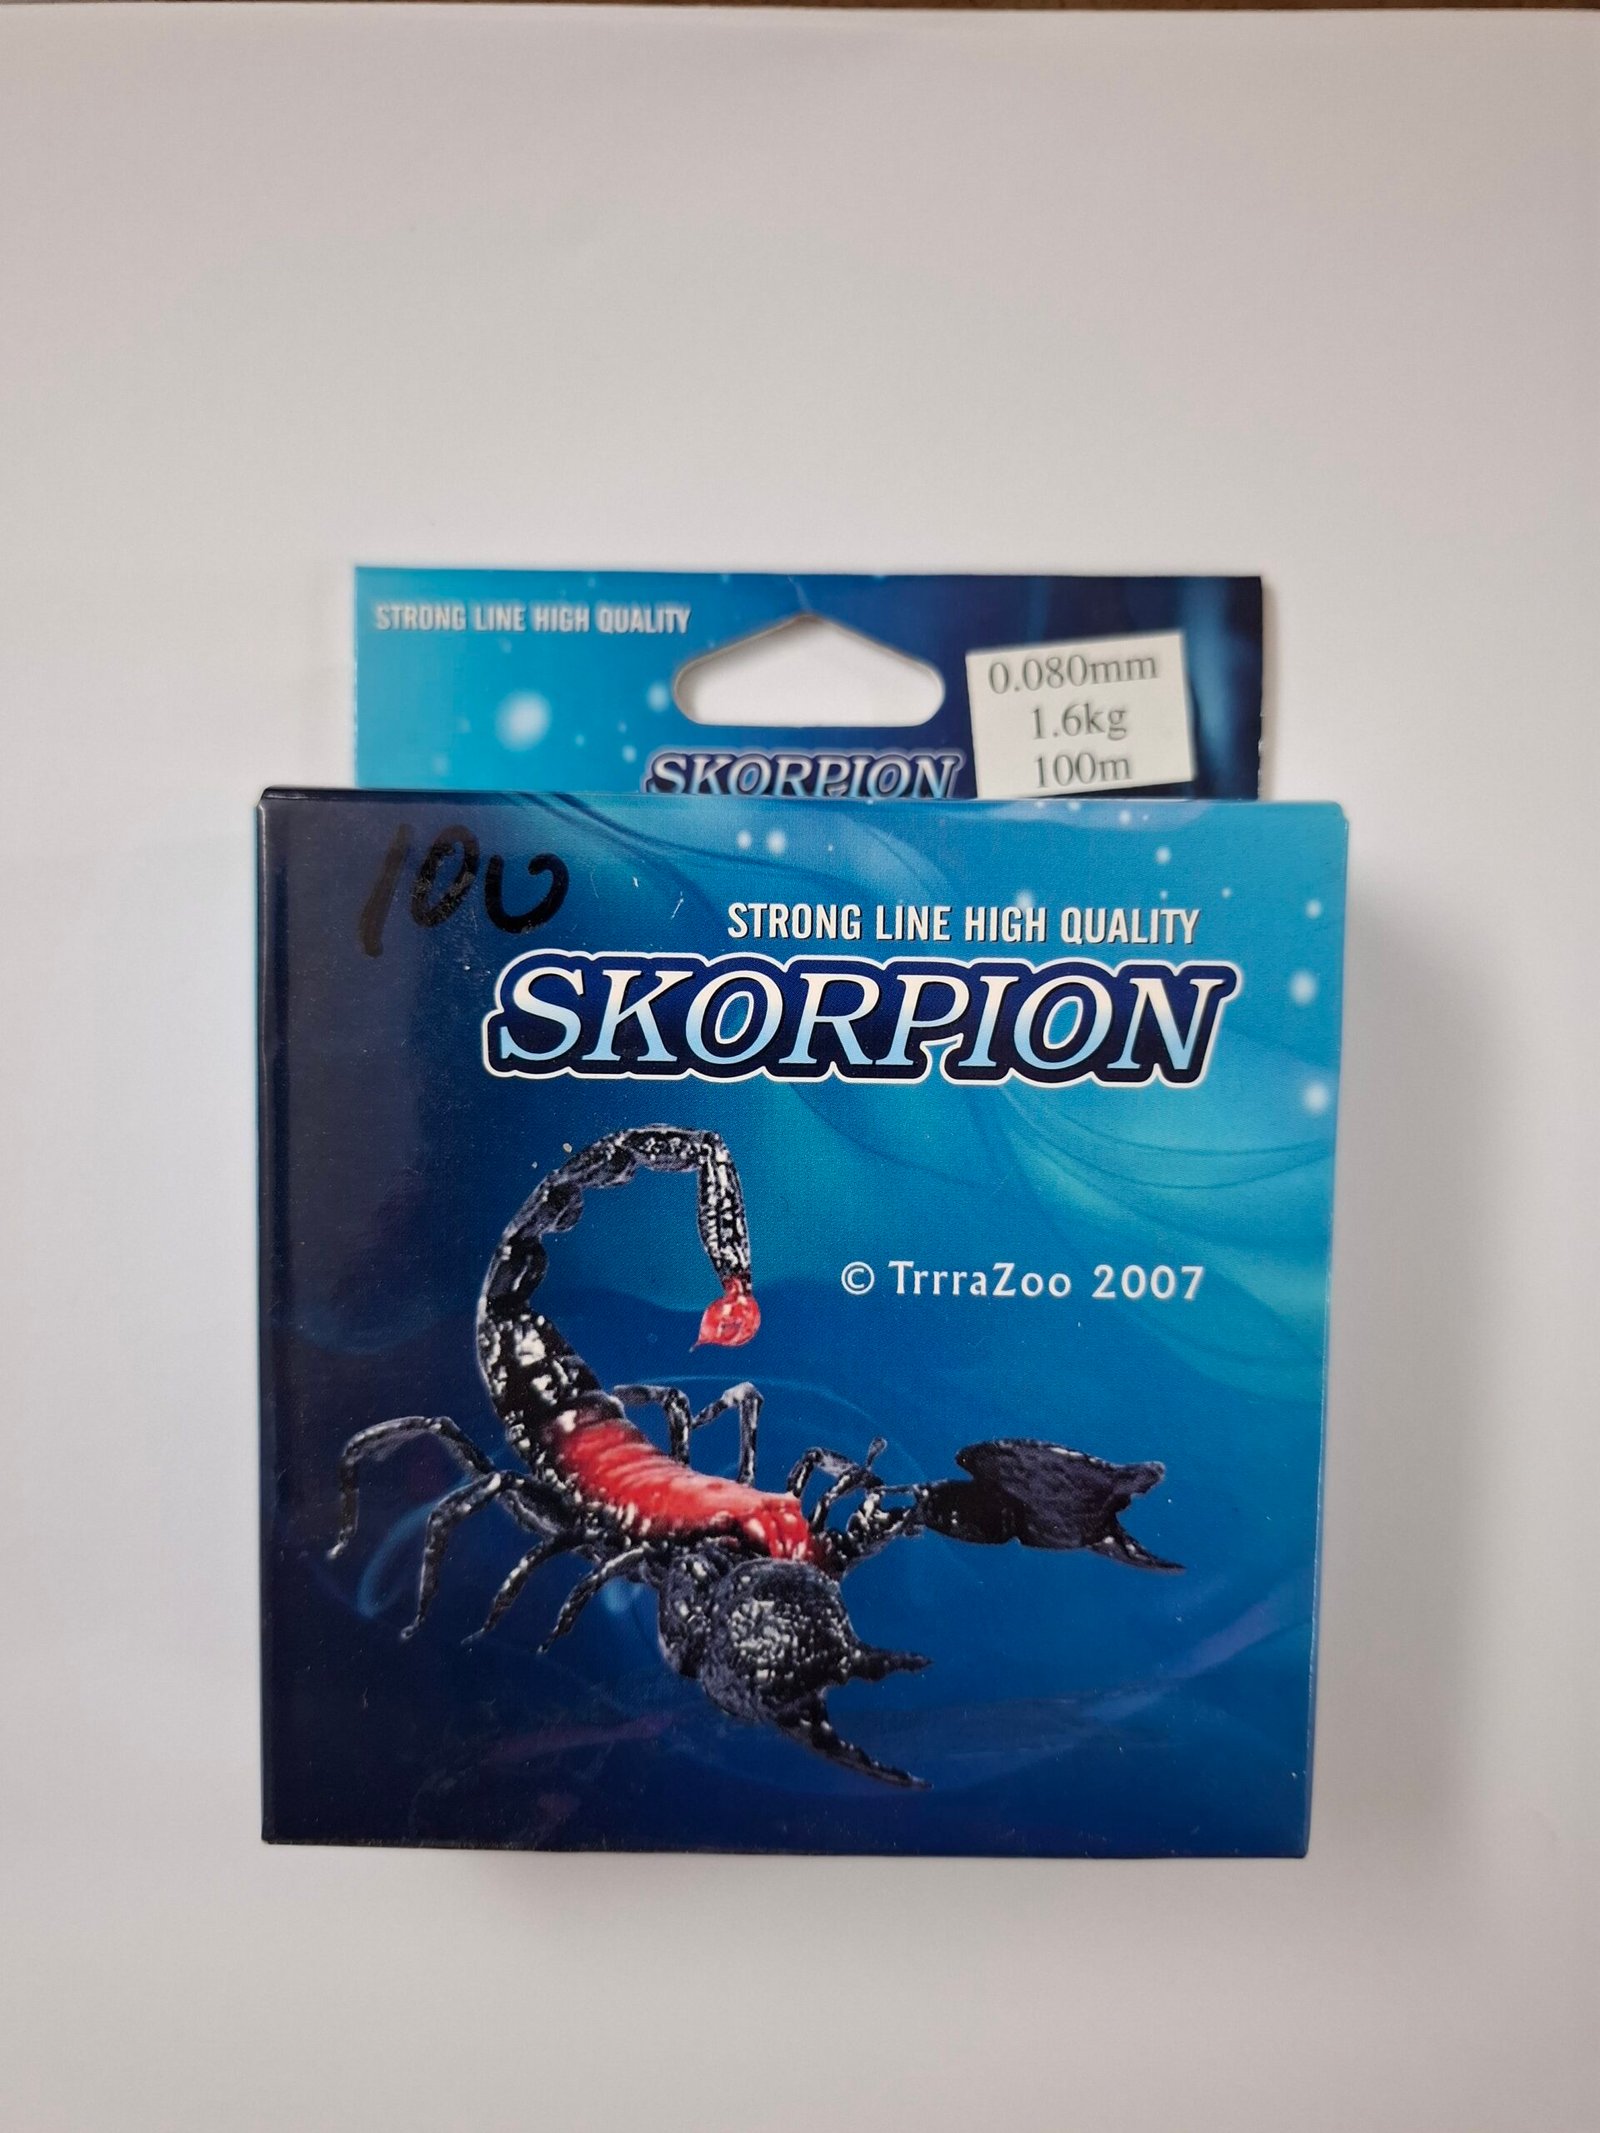 STRONG LINE HIGH QUALITY
0.080mm
1.6kg
100m
SKORPION
100
STRONG LINE HIGH QUALITY
SKORPION
© TrrraZoo 2007